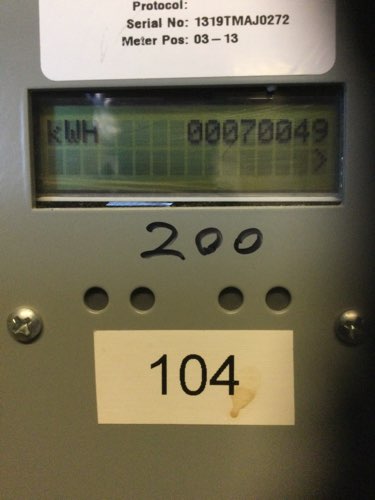 Protocol:
Serial No: 1319TMAJ0272
Meter Pos: 03-13
kWH 00070049
>
200
104